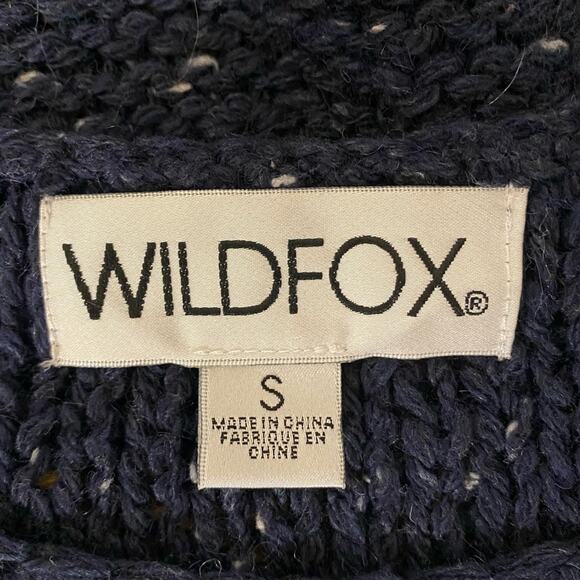 WILDFOX®
S
MADE IN CHINA
FABRIQUE EN
CHINE